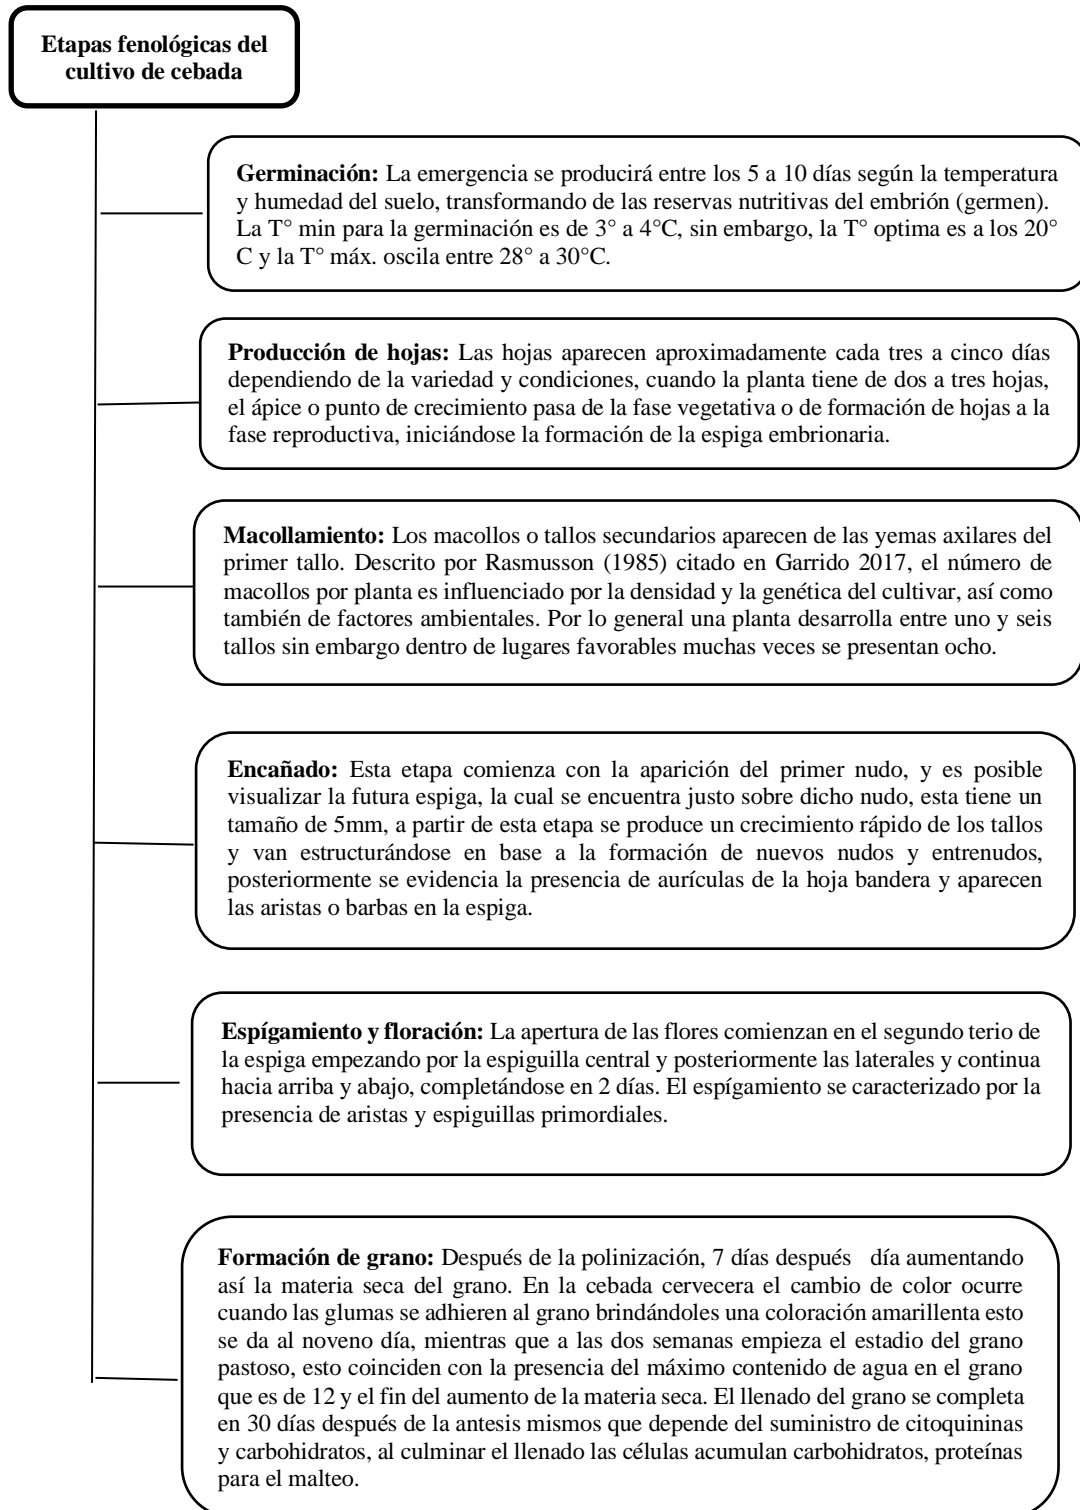 Etapas fenológicas del
cultivo de cebada
Germinación: La emergencia se producirá entre los 5 a 10 días según la temperatura
y humedad del suelo, transformando de las reservas nutritivas del embrión (germen).
La T° min para la germinación es de 3° a 4°C, sin embargo, la T° optima es a los 20°
C y la T° máx. oscila entre 28° a 30°C.
Producción de hojas: Las hojas aparecen aproximadamente cada tres a cinco días
dependiendo de la variedad y condiciones, cuando la planta tiene de dos a tres hojas,
el ápice o punto de crecimiento pasa de la fase vegetativa o de formación de hojas a la
fase reproductiva, iniciándose la formación de la espiga embrionaria.
Macollamiento: Los macollos o tallos secundarios aparecen de las yemas axilares del
primer tallo. Descrito por Rasmusson (1985) citado en Garrido 2017, el número de
macollos por planta es influenciado por la densidad y la genética del cultivar, así como
también de factores ambientales. Por lo general una planta desarrolla entre uno y seis
tallos sin embargo dentro de lugares favorables muchas veces se presentan ocho.
Encañado: Esta etapa comienza con la aparición del primer nudo, y es posible
visualizar la futura espiga, la cual se encuentra justo sobre dicho nudo, esta tiene un
tamaño de 5mm, a partir de esta etapa se produce un crecimiento rápido de los tallos
y van estructurándose en base a la formación de nuevos nudos y entrenudos,
posteriormente se evidencia la presencia de aurículas de la hoja bandera y aparecen
las aristas o barbas en la espiga.
Espígamiento y floración: La apertura de las flores comienzan en el segundo terio de
la espiga empezando por la espiguilla central y posteriormente las laterales y continua
hacia arriba y abajo, completándose en 2 días. El espígamiento se caracterizado por la
presencia de aristas y espiguillas primordiales.
Formación de grano: Después de la polinización, 7 días después día aumentando
así la materia seca del grano. En la cebada cervecera el cambio de color ocurre
cuando las glumas se adhieren al grano brindándoles una coloración amarillenta esto
se da al noveno día, mientras que a las dos semanas empieza el estadio del grano
pastoso, esto coinciden con la presencia del máximo contenido de agua en el grano
que es de 12 y el fin del aumento de la materia seca. El llenado del grano se completa
en 30 días después de la antesis mismos que depende del suministro de citoquininas
y carbohidratos, al culminar el llenado las células acumulan carbohidratos, proteínas
para el malteo.